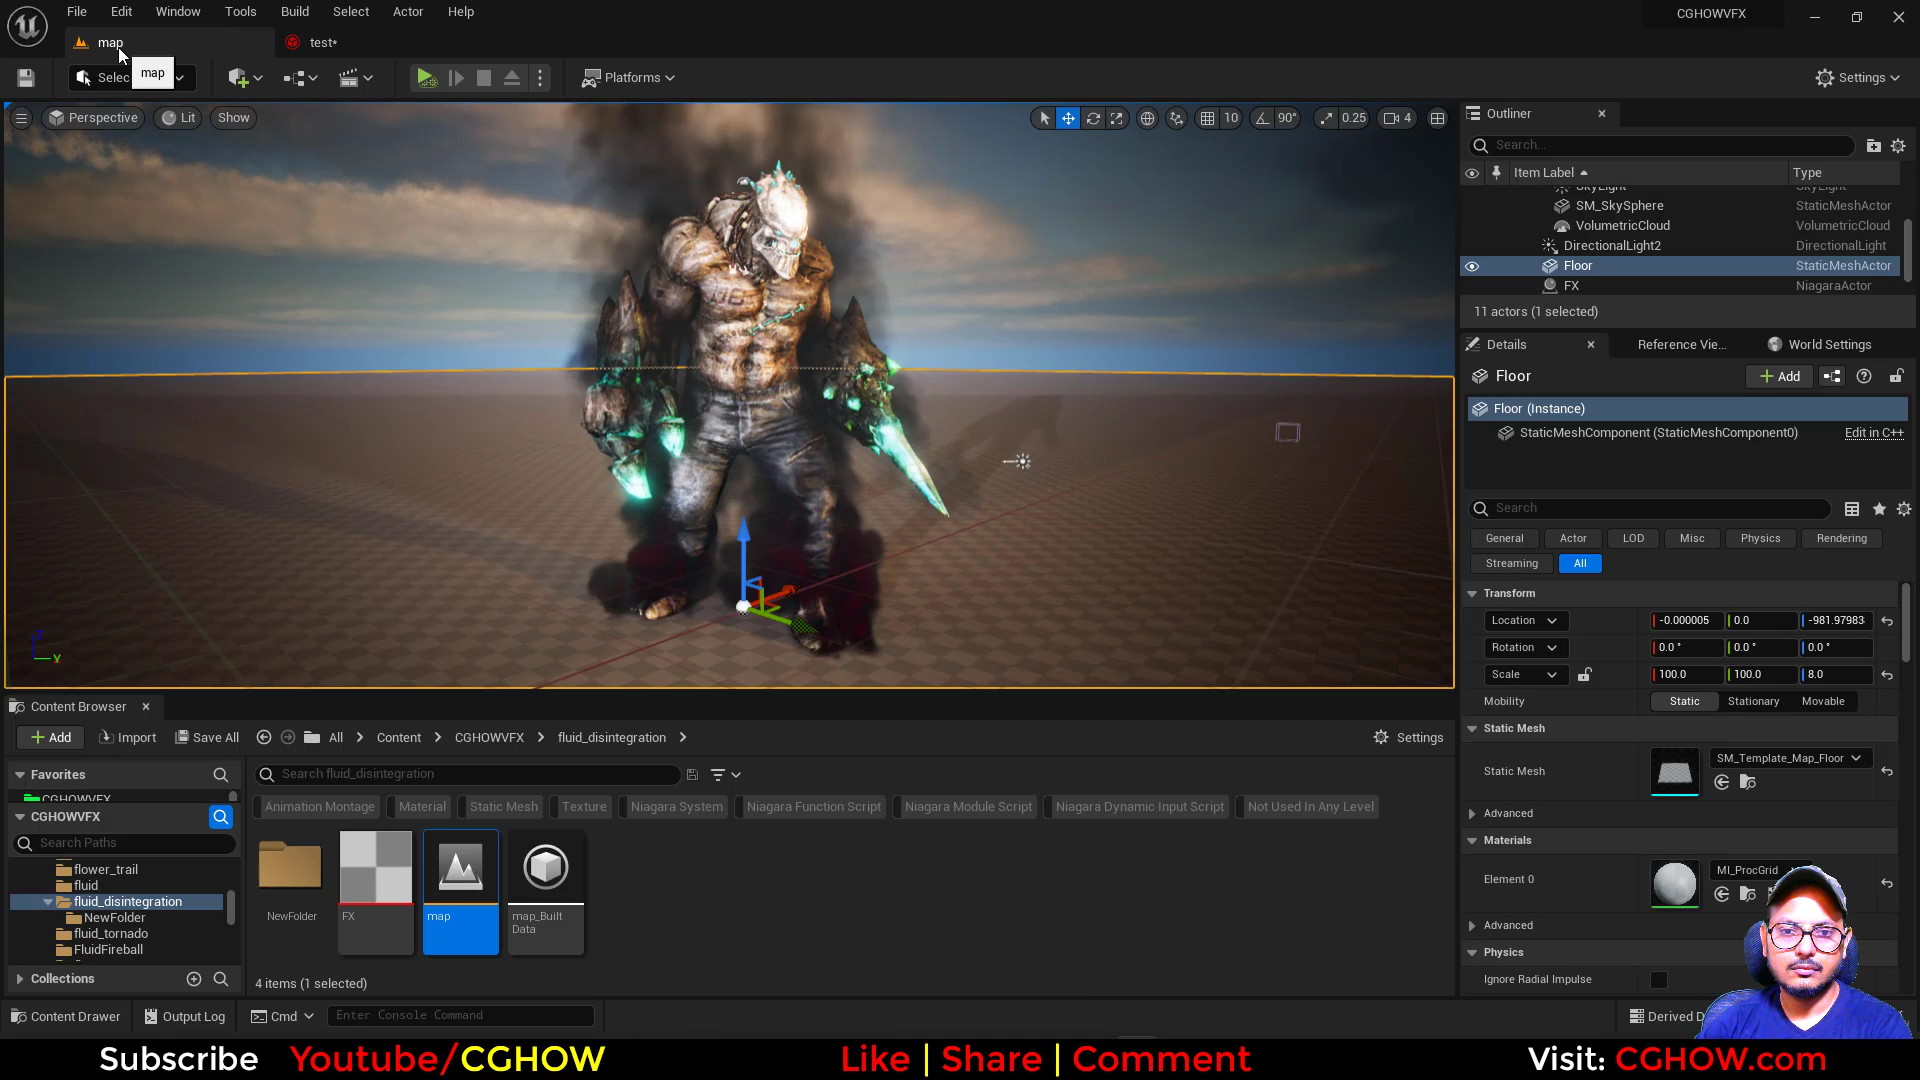 File Edit Window Tools Build Select Actor Help
CGHOWVFX
map
test*
Selec
map
Platforms
Settings
Perspective
Lit
Show
10
90°
0.25
4
Outliner
Search...
Item Label
Type
SkyLight
SkyLight
SM_SkySphere
StaticMeshActor
VolumetricCloud
VolumetricCloud
DirectionalLight2
DirectionalLight
Floor
StaticMeshActor
FX
NiagaraActor
11 actors (1 selected)
Details
Reference Vie...
World Settings
Floor
Add
Floor (Instance)
StaticMeshComponent (StaticMeshComponent0)
Edit in C++
Search
General
Actor
LOD
Misc
Physics
Rendering
Streaming
All
Transform
Location
-0.000005
0.0
-981.97983
Rotation
0.0 °
0.0 °
0.0 °
Scale
100.0
100.0
8.0
Mobility
Static
Stationary
Movable
Static Mesh
Static Mesh
SM_Template_Map_Floor
Advanced
Materials
Element 0
MI_ProcGrid
Advanced
Physics
Ignore Radial Impulse
Content Browser
Add
Import
Save All
All
Content
CGHOWVFX
fluid_disintegration
Settings
Favorites
CGHOWVFX
CGHOWVFX
Search Paths
flower_trail
fluid
fluid_disintegration
NewFolder
fluid_tornado
FluidFireball
Collections
Search fluid_disintegration
Animation Montage
Material
Static Mesh
Texture
Niagara System
Niagara Function Script
Niagara Module Script
Niagara Dynamic Input Script
Not Used In Any Level
NewFolder
FX
map
map_Built
Data
4 items (1 selected)
Content Drawer
Output Log
Cmd
Enter Console Command
Derived D
Subscribe Youtube/CGHOW
Like | Share | Comment
Visit: CGHOW.com